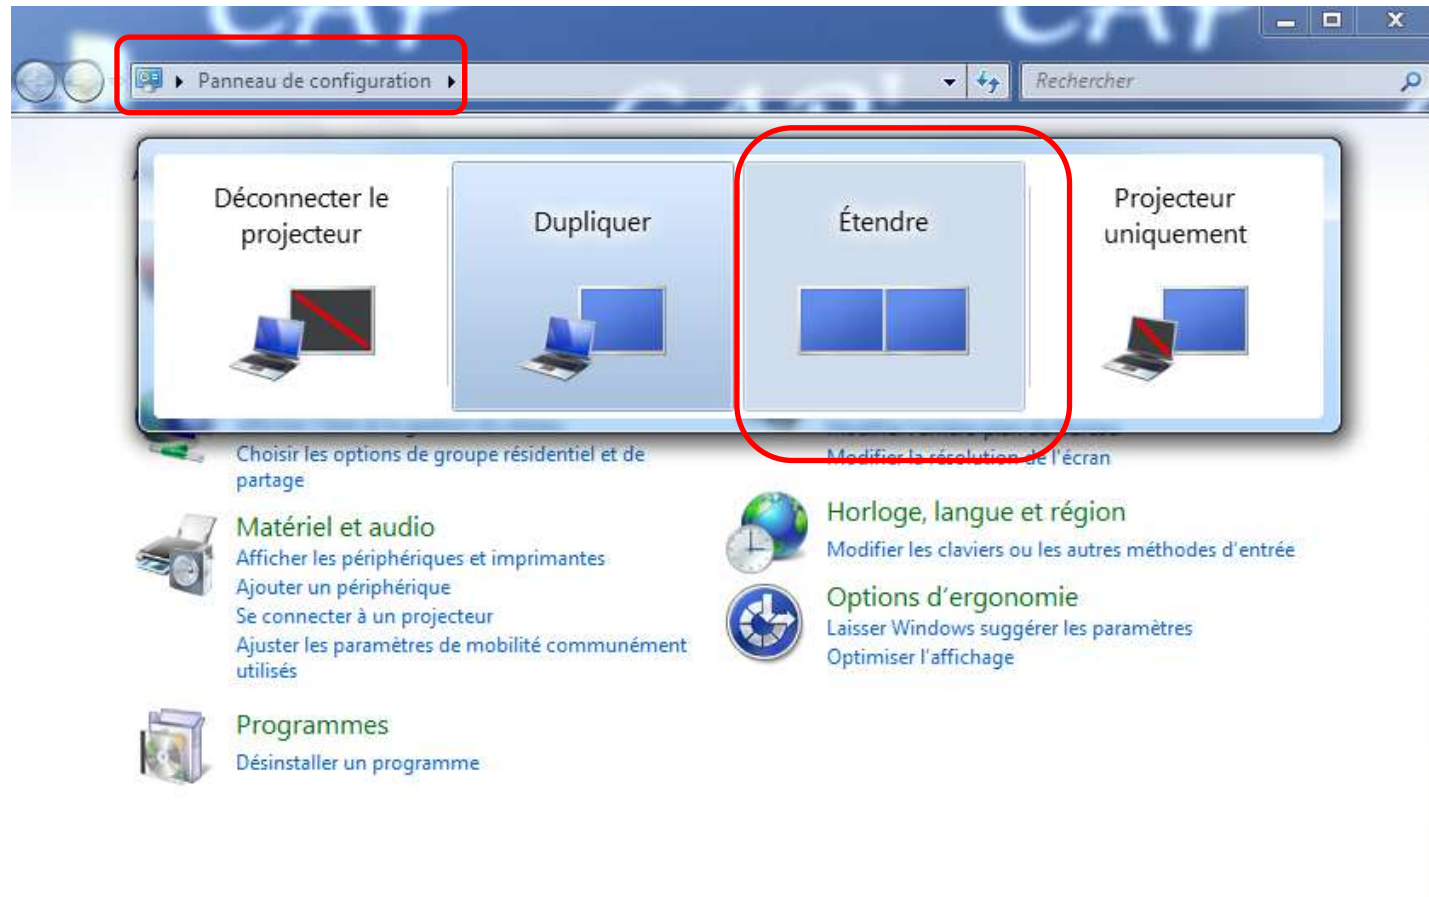 CAP
CAP
Panneau de configuration
Rechercher
CAP'
Déconnecter le
projecteur
Dupliquer
Étendre
Projecteur
uniquement
Choisir les options de groupe résidentiel et de
partage
Modifier la résolution de l'écran
Matériel et audio
Afficher les périphériques et imprimantes
Ajouter un périphérique
Se connecter à un projecteur
Ajuster les paramètres de mobilité communément
utilisés
Programmes
Désinstaller un programme
Horloge, langue et région
Modifier les claviers ou les autres méthodes d'entrée
Options d'ergonomie
Laisser Windows suggérer les paramètres
Optimiser l'affichage